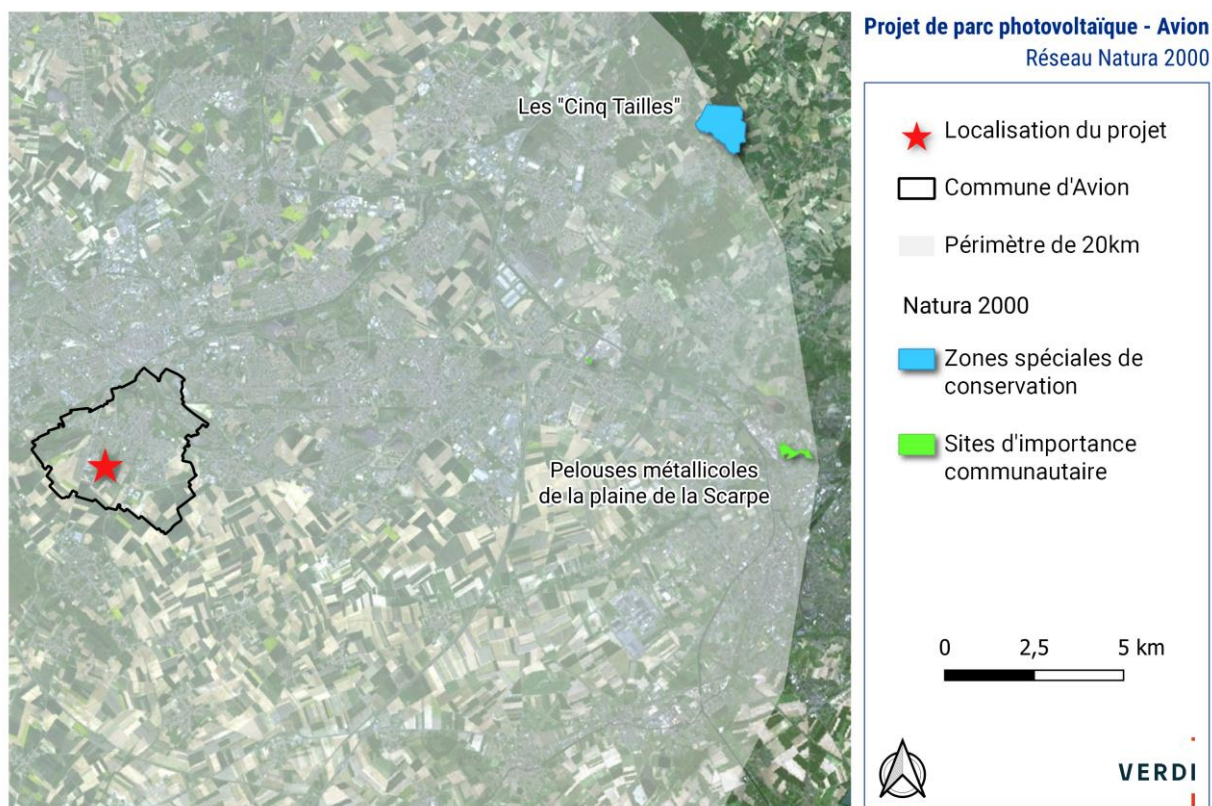 Projet de parc photovoltaïque - Avion
Réseau Natura 2000
Les "Cinq Tailles"
Pelouses métallicoles
de la plaine de la Scarpe
Localisation du projet
Commune d'Avion
Périmètre de 20km
Natura 2000
Zones spéciales de
conservation
Sites d'importance
communautaire
0 2,5 5 km
VERDI